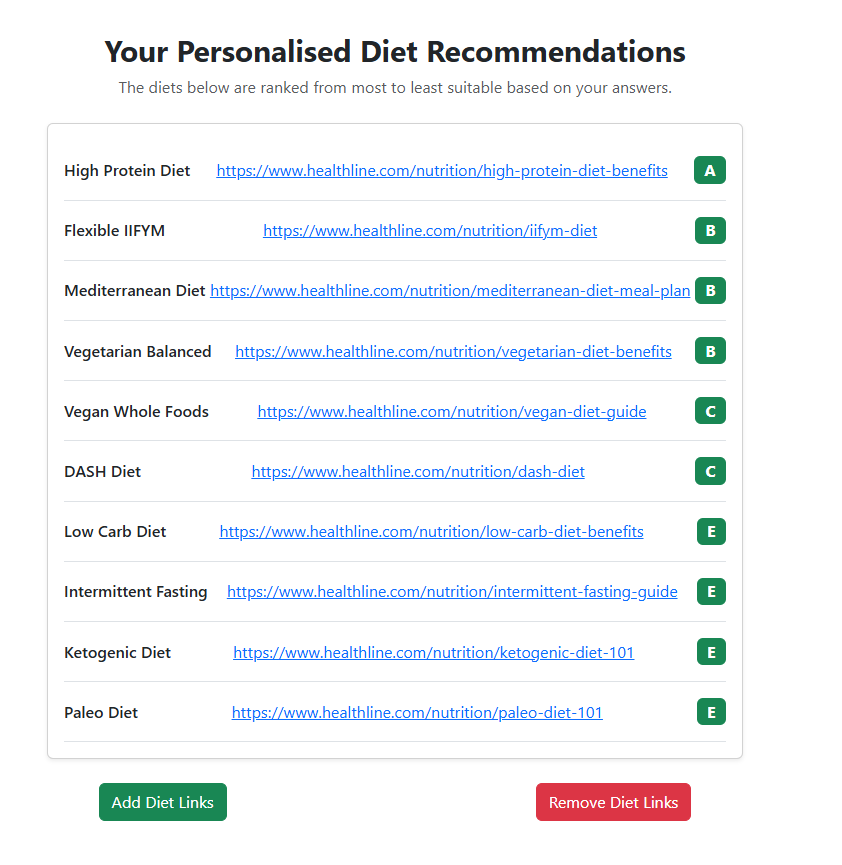 Your Personalised Diet Recommendations
The diets below are ranked from most to least suitable based on your answers.
High Protein Diet https://www.healthline.com/nutrition/high-protein-diet-benefits A
Flexible IIFYM https://www.healthline.com/nutrition/iifym-diet B
Mediterranean Diet https://www.healthline.com/nutrition/mediterranean-diet-meal-plan B
Vegetarian Balanced https://www.healthline.com/nutrition/vegetarian-diet-benefits B
Vegan Whole Foods https://www.healthline.com/nutrition/vegan-diet-guide C
DASH Diet https://www.healthline.com/nutrition/dash-diet C
Low Carb Diet https://www.healthline.com/nutrition/low-carb-diet-benefits E
Intermittent Fasting https://www.healthline.com/nutrition/intermittent-fasting-guide E
Ketogenic Diet https://www.healthline.com/nutrition/ketogenic-diet-101 E
Paleo Diet https://www.healthline.com/nutrition/paleo-diet-101 E
Add Diet Links Remove Diet Links